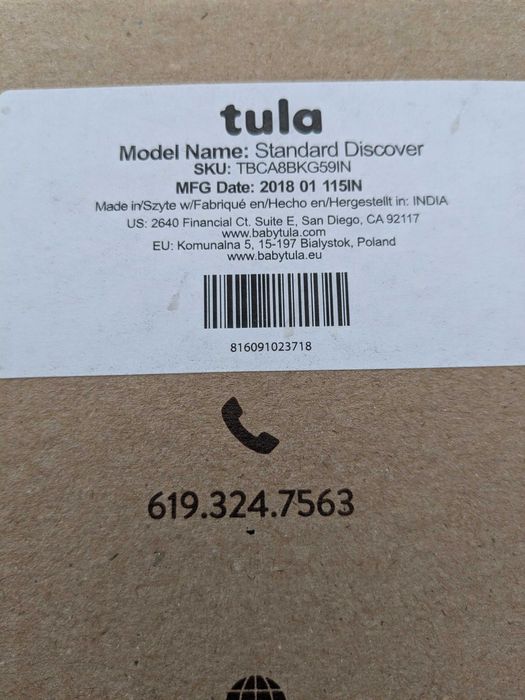 tula
Model Name: Standard Discover
SKU: TBCA8BKG59IN
MFG Date: 2018 01 115IN
Made in/Szyte w/Fabriqué en/Hecho en/Hergestellt in: INDIA
US: 2640 Financial Ct. Suite E, San Diego, CA 92117
www.babytula.com
EU: Komunalna 5, 15-197 Bialystok, Poland
www.babytula.eu
816091023718
619.324.7563